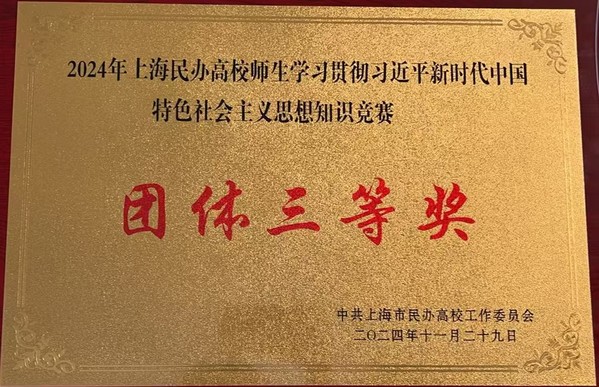 2024年上海民办高校师生学习贯彻习近平新时代中国
特色社会主义思想知识竞赛
团体三等奖
中共上海市民办高校工作委员会
二〇二四年十一月二十九日